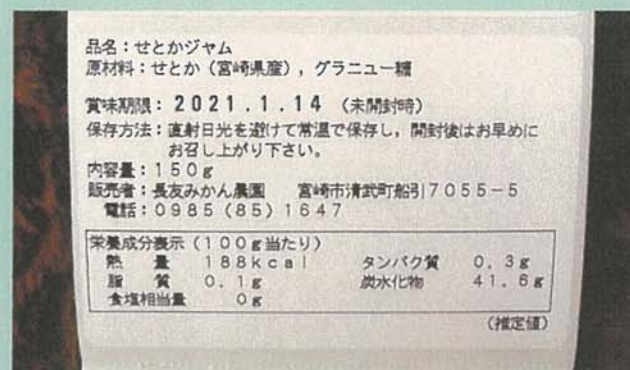 品名：せとかジャム
原材料：せとか（宮崎県産），グラニュー糖
賞味期限：２０２１．１．１４　（未開封時）
保存方法：直射日光を避けて常温で保存し，開封後はお早めに
お召し上がり下さい。
内容量：１５０ｇ
販売者：長友みかん農園　　宮崎市清武町船引７０５５－５
電話：０９８５（８５）１６４７
栄養成分表示（１００ｇ当たり）
熱　量　　１８８ｋｃａｌ　　タンパク質　　０．３ｇ
脂　質　　０．１ｇ　　炭水化物　　４１．６ｇ
食塩相当量　　０ｇ
（推定値）